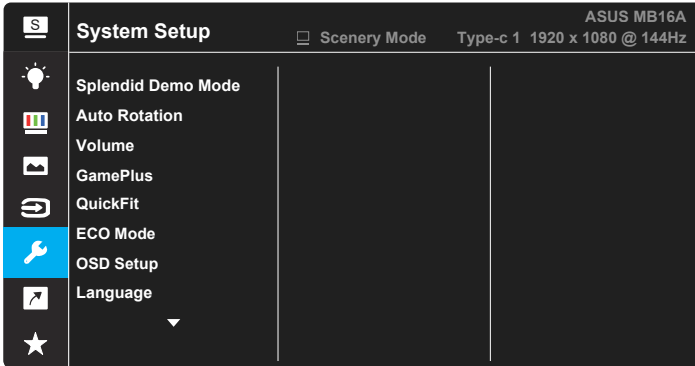 S
System Setup
ASUS MB16A
Scenery Mode
Type-c 1 1920 x 1080 @ 144Hz
Splendid Demo Mode
Auto Rotation
Volume
GamePlus
QuickFit
ECO Mode
OSD Setup
Language